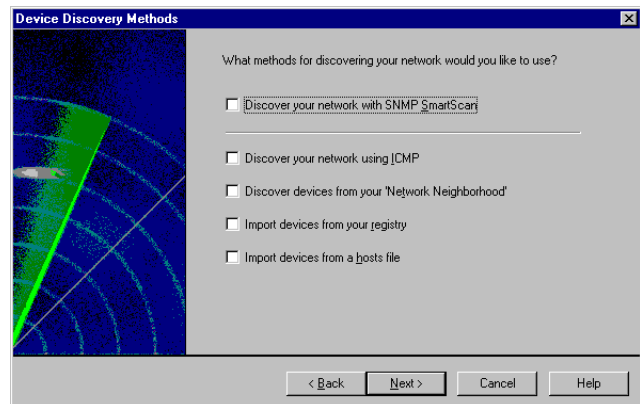 Device Discovery Methods
What methods for discovering your network would you like to use?
Discover your network with SNMP SmartScan
Discover your network using ICMP
Discover devices from your 'Network Neighborhood'
Import devices from your registry
Import devices from a hosts file
< Back Next > Cancel Help